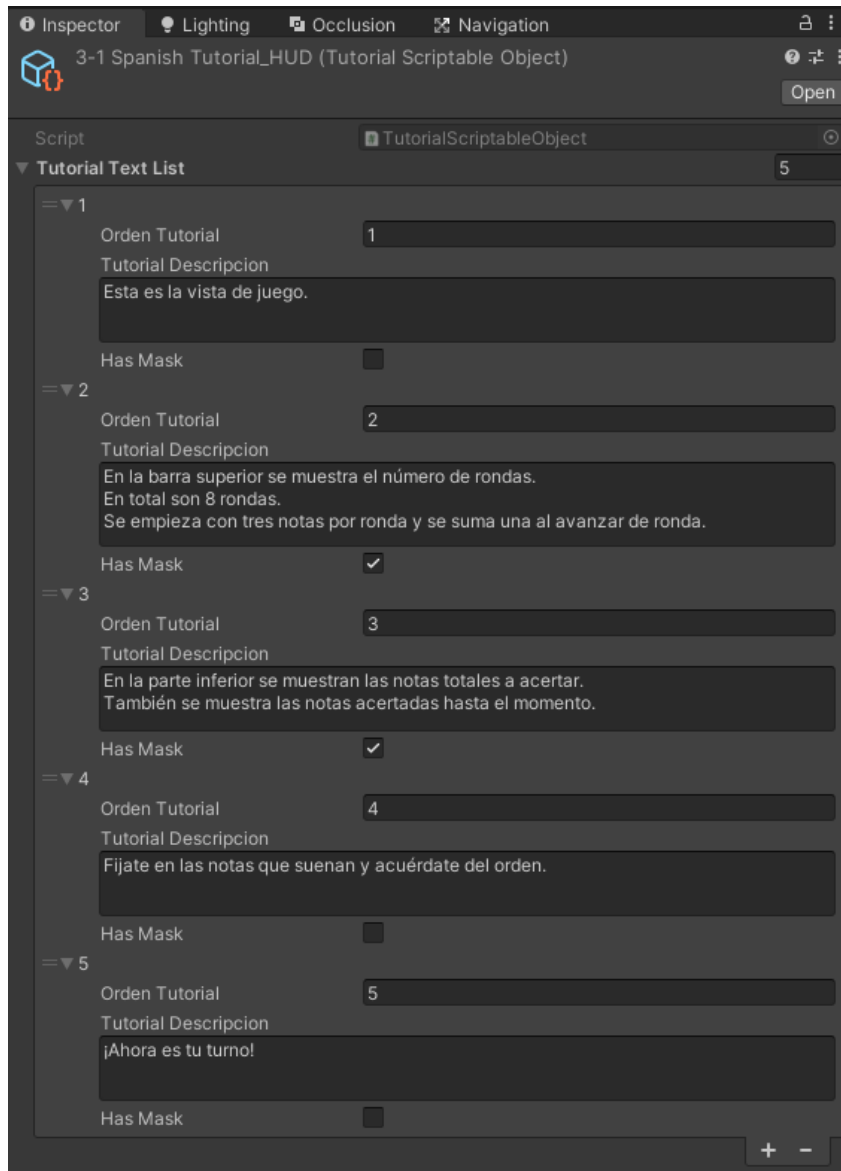 Inspector Lighting Occlusion Navigation
3-1 Spanish Tutorial_HUD (Tutorial Scriptable Object)
Open
Script TutorialScriptableObject
Tutorial Text List 5
1
Orden Tutorial 1
Tutorial Descripcion
Esta es la vista de juego.
Has Mask
2
Orden Tutorial 2
Tutorial Descripcion
En la barra superior se muestra el número de rondas.
En total son 8 rondas.
Se empieza con tres notas por ronda y se suma una al avanzar de ronda.
Has Mask
3
Orden Tutorial 3
Tutorial Descripcion
En la parte inferior se muestran las notas totales a acertar.
También se muestra las notas acertadas hasta el momento.
Has Mask
4
Orden Tutorial 4
Tutorial Descripcion
Fijate en las notas que suenan y acuérdate del orden.
Has Mask
5
Orden Tutorial 5
Tutorial Descripcion
¡Ahora es tu turno!
Has Mask